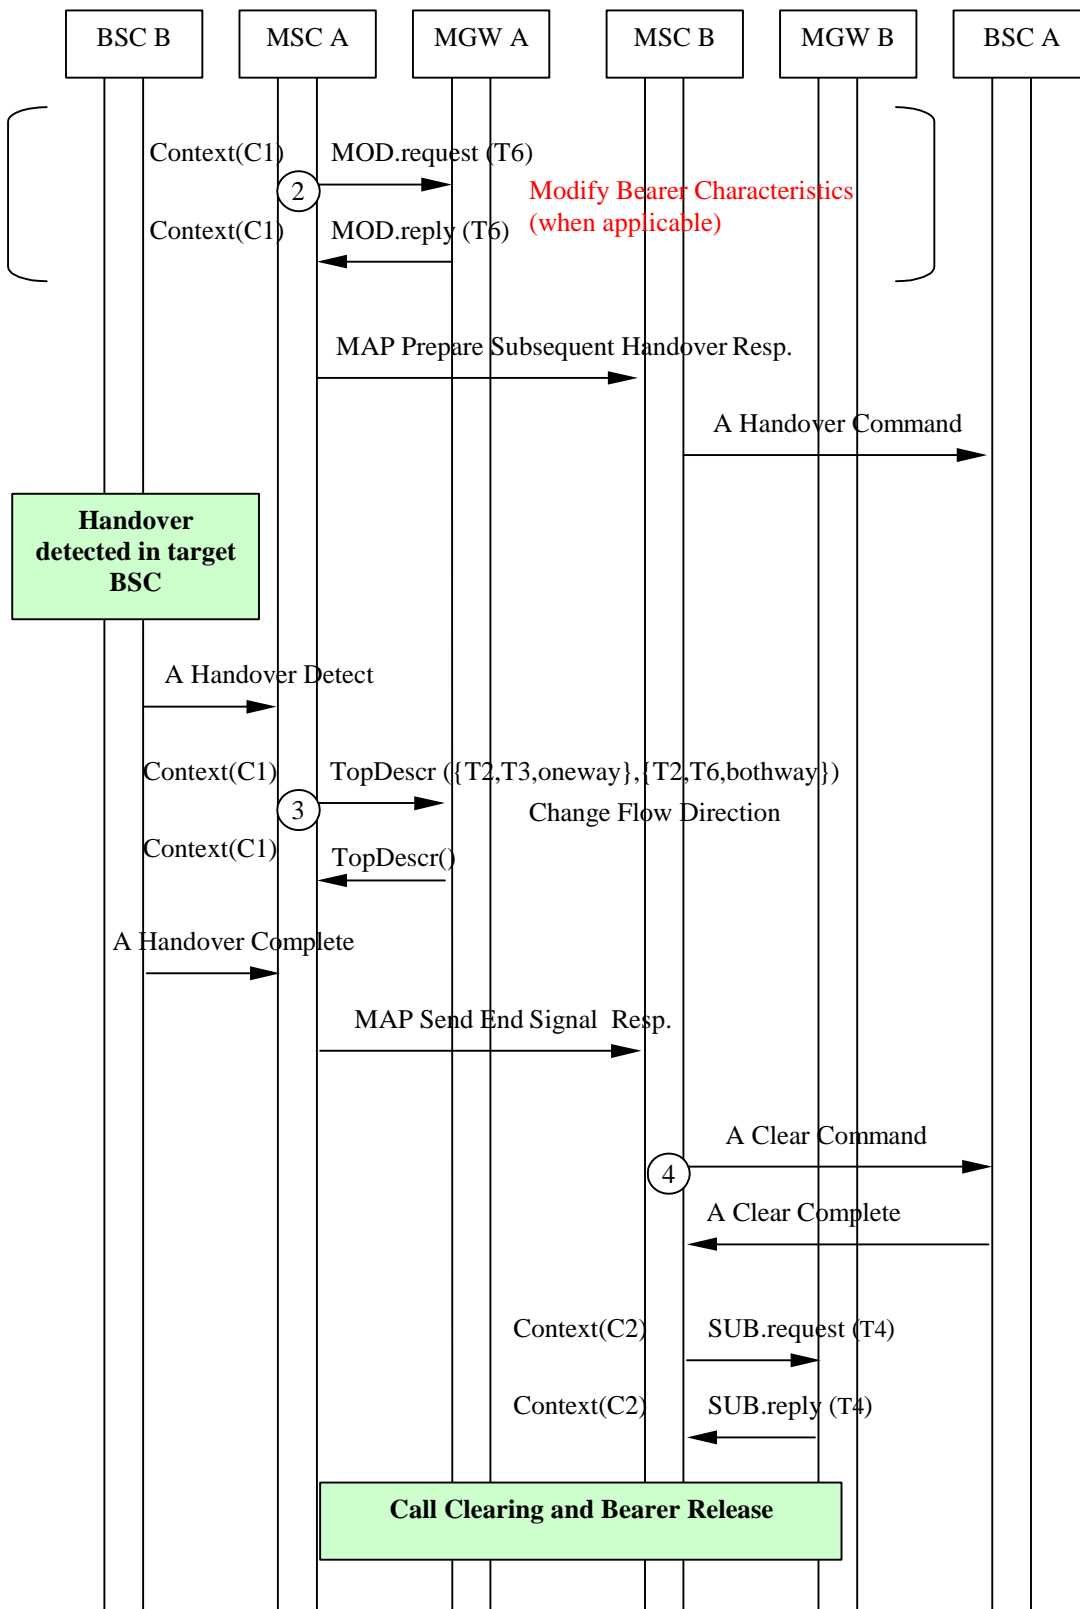 BSC B
MSC A
MGW A
MSC B
MGW B
BSC A
Context(C1)
MOD.request (T6)
2
Modify Bearer Characteristics
(when applicable)
Context(C1)
MOD.reply (T6)
MAP Prepare Subsequent Handover Resp.
A Handover Command
Handover
detected in target
BSC
A Handover Detect
Context(C1)
TopDescr ({T2,T3,oneway},{T2,T6,bothway})
3
Change Flow Direction
Context(C1)
TopDescr()
A Handover Complete
MAP Send End Signal Resp.
A Clear Command
4
A Clear Complete
Context(C2)
SUB.request (T4)
Context(C2)
SUB.reply (T4)
Call Clearing and Bearer Release